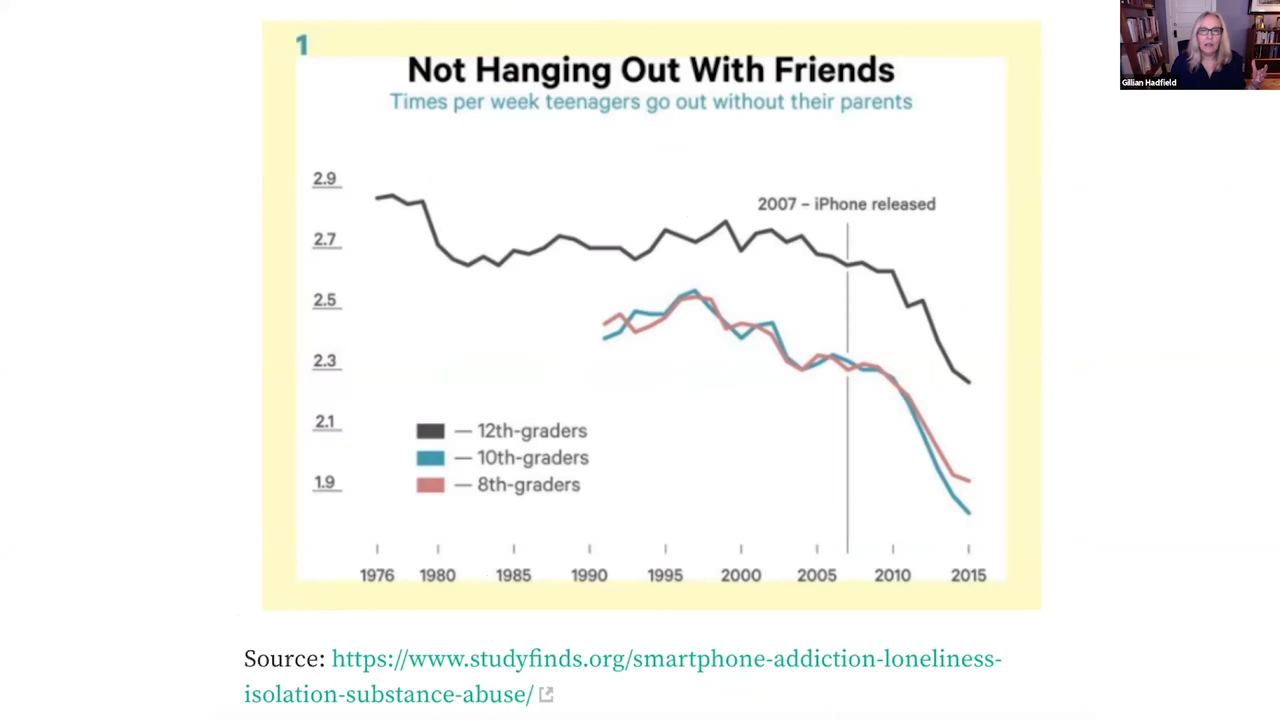 1
Not Hanging Out With Friends
Times per week teenagers go out without their parents
Gillian Hadfield
2.9
2007 – iPhone released
2.7
2.5
2.3
2.1
1.9
— 12th-graders
— 10th-graders
— 8th-graders
1976 1980 1985 1990 1995 2000 2005 2010 2015
Source: https://www.studyfinds.org/smartphone-addiction-loneliness-
isolation-substance-abuse/